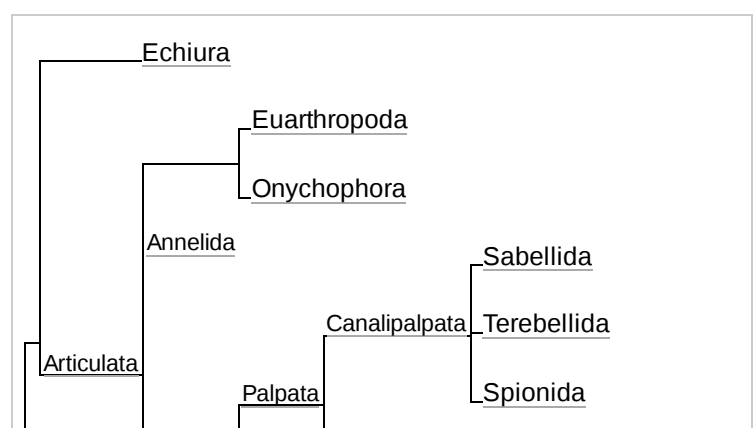 Echiura
Euarthropoda
Onychophora
Annelida
Sabellida
Canalipalpata
Terebellida
Articulata
Palpata
Spionida